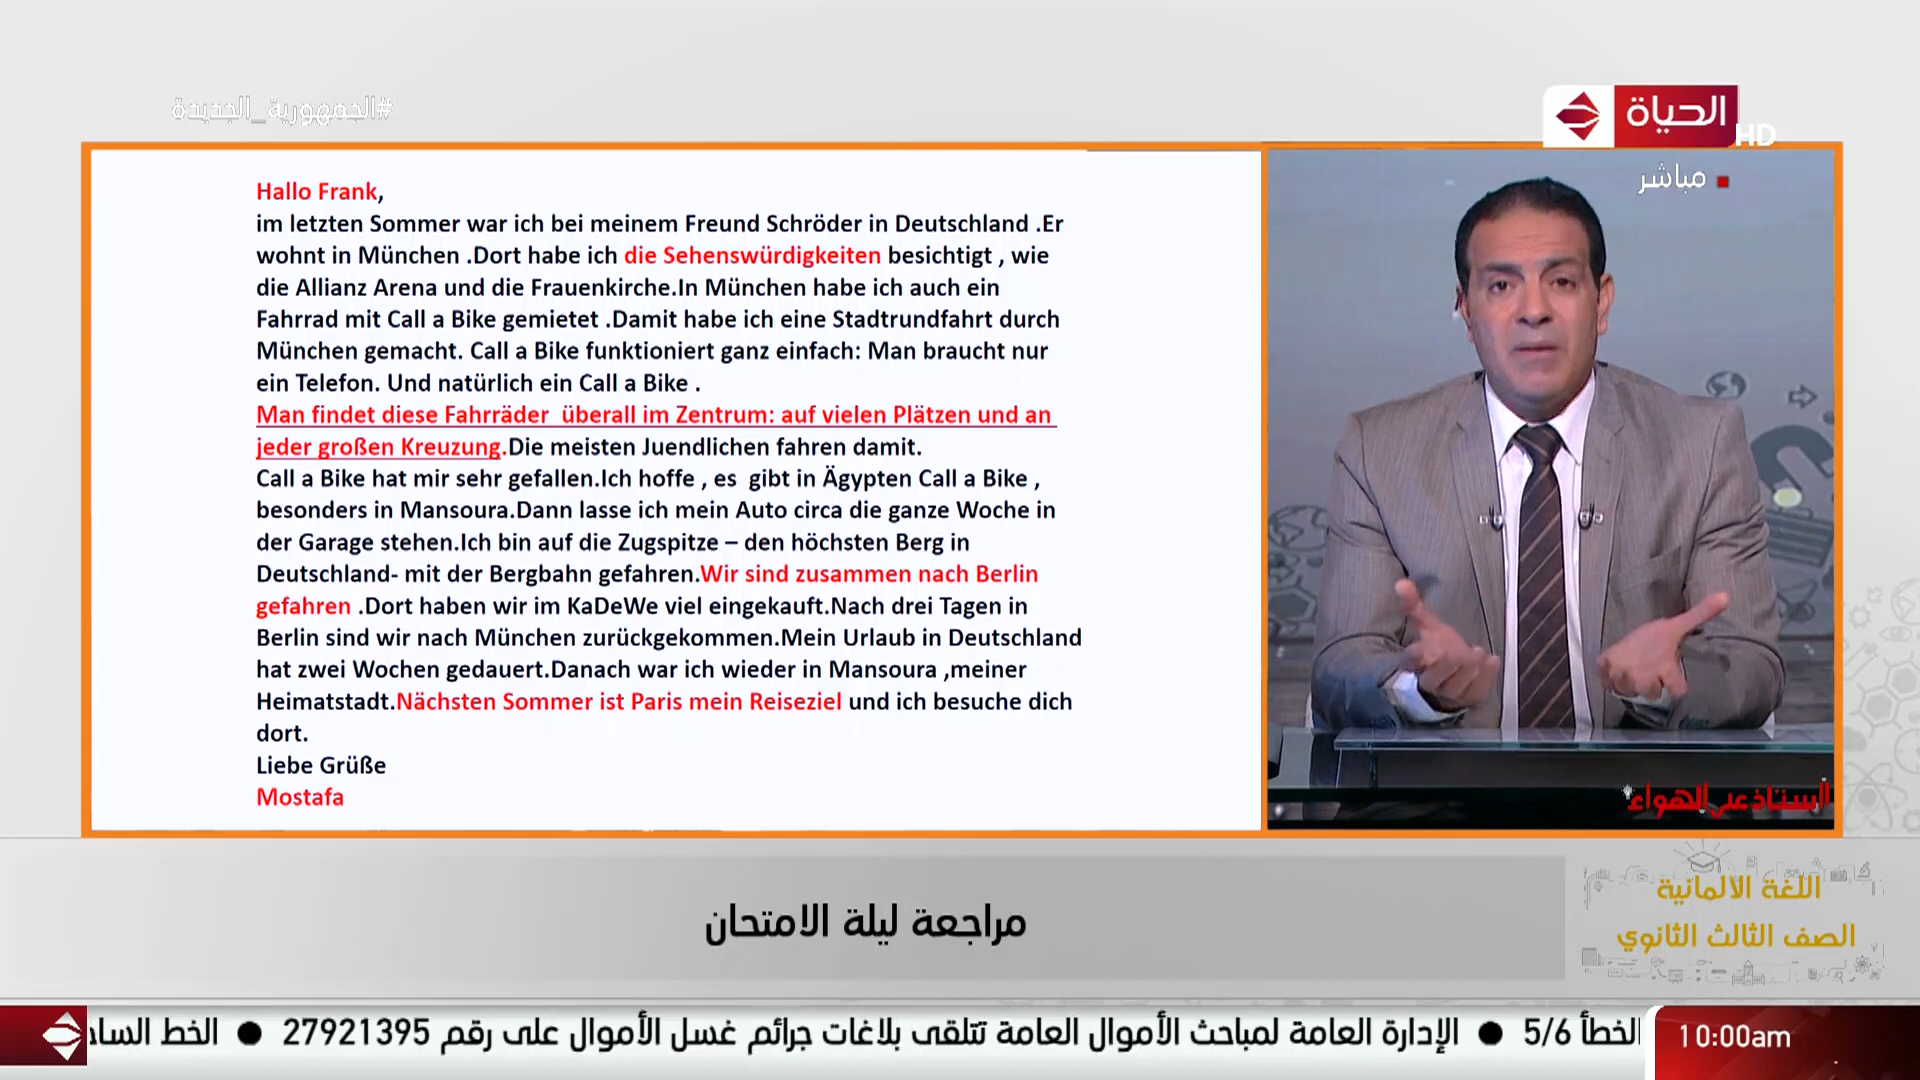 #الجمهورية_الجديدة
الحياة
HD
مباشر
Hallo Frank,
im letzten Sommer war ich bei meinem Freund Schröder in Deutschland .Er
wohnt in München .Dort habe ich die Sehenswürdigkeiten besichtigt , wie
die Allianz Arena und die Frauenkirche.In München habe ich auch ein
Fahrrad mit Call a Bike gemietet .Damit habe ich eine Stadtrundfahrt durch
München gemacht. Call a Bike funktioniert ganz einfach: Man braucht nur
ein Telefon. Und natürlich ein Call a Bike .
Man findet diese Fahrräder  überall im Zentrum: auf vielen Plätzen und an
jeder großen Kreuzung.Die meisten Juendlichen fahren damit.
Call a Bike hat mir sehr gefallen.Ich hoffe , es  gibt in Ägypten Call a Bike ,
besonders in Mansoura.Dann lasse ich mein Auto circa die ganze Woche in
der Garage stehen.Ich bin auf die Zugspitze – den höchsten Berg in
Deutschland- mit der Bergbahn gefahren.Wir sind zusammen nach Berlin
gefahren .Dort haben wir im KaDeWe viel eingekauft.Nach drei Tagen in
Berlin sind wir nach München zurückgekommen.Mein Urlaub in Deutschland
hat zwei Wochen gedauert.Danach war ich wieder in Mansoura ,meiner
Heimatstadt.Nächsten Sommer ist Paris mein Reiseziel und ich besuche dich
dort.
Liebe Grüße
Mostafa
أستاذ على الهواء
اللغة الالمانية
الصف الثالث الثانوي
مراجعة ليلة الامتحان
الخطأ 5/6 ● الإدارة العامة لمباحث الأموال العامة تتلقى بلاغات جرائم غسل الأموال على رقم 27921395 ● الخط
10:00am